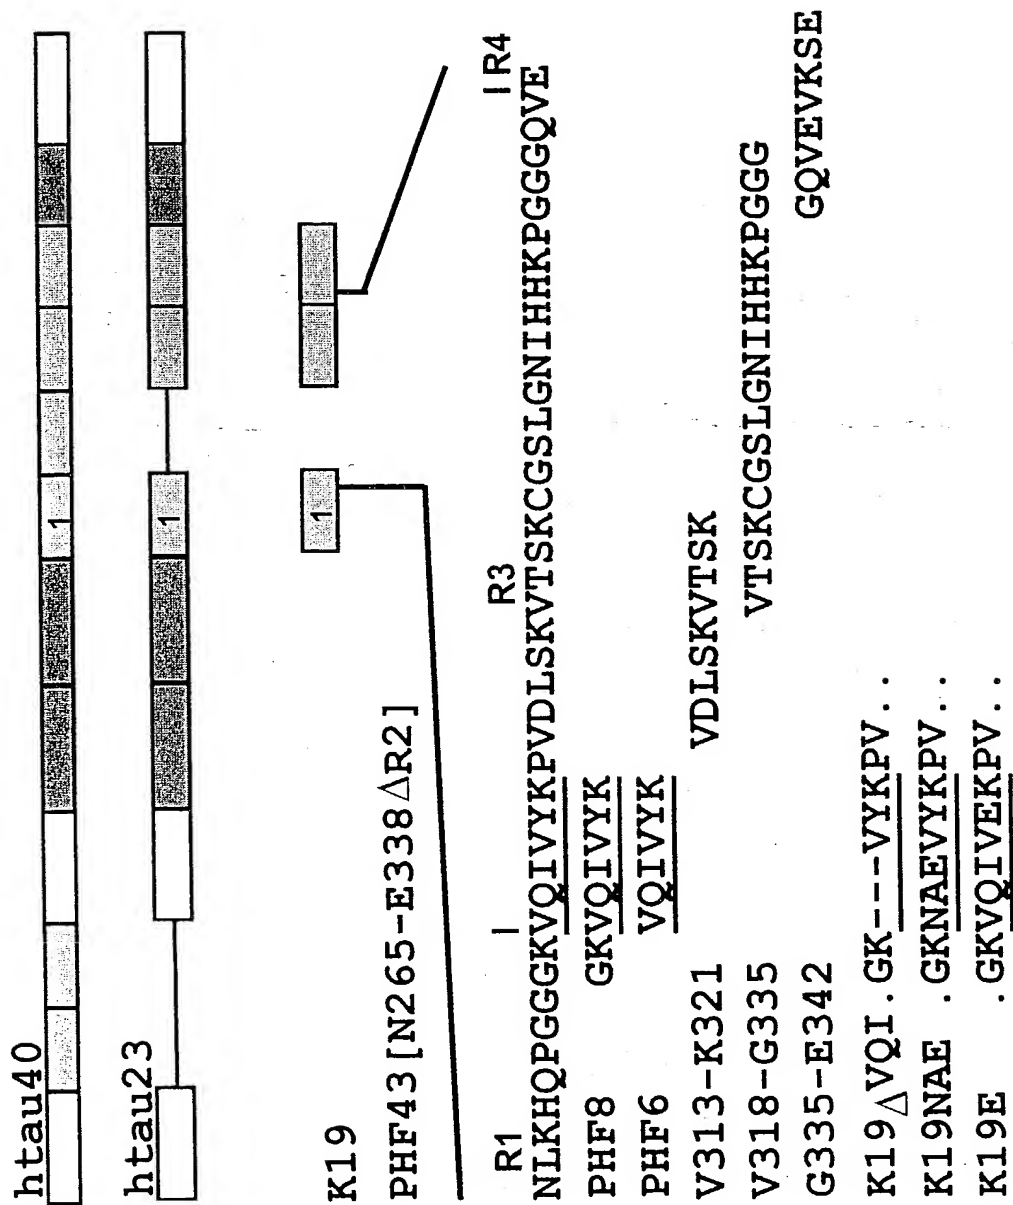 htau40
1
htau23
1
K19
1
PHF43[N265-E338ΔR2]
R1 | R3 | R4
NLKHQPGGGKVQIVYKPVDLSKVTSKCGSLGNIHHKPGGGQVE
PHF8 GKVQIVYK
PHF6 VQIVYK
V313-K321 VDLSKVTSK
V318-G335 VTSKCGSLGNIHHKPGGG
G335-E342 GQVEVKSE
K19ΔVQI.GK---VYKPV..
K19NAE .GKNAEVYKPV..
K19E .GKVQIVEKPV..